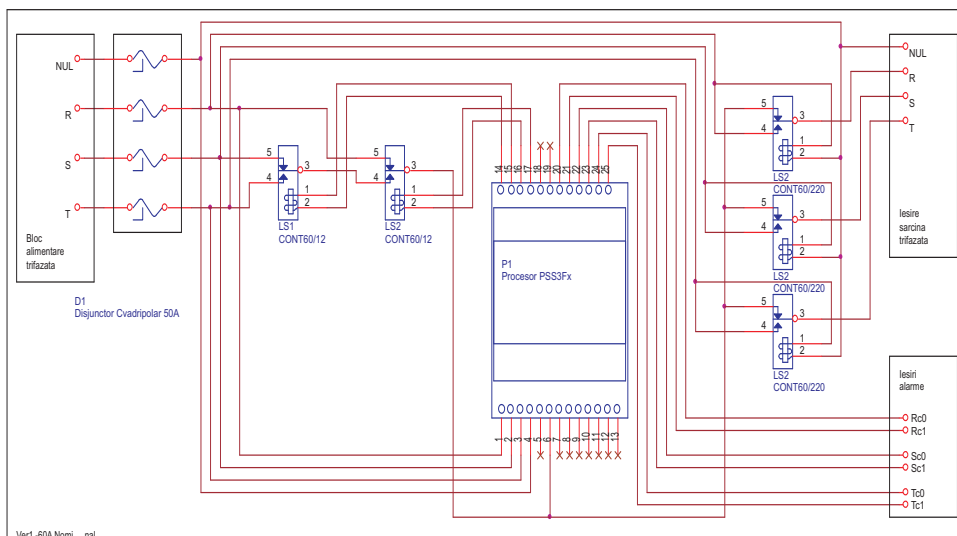 NUL
R
S
T
Bloc
alimentare
trifazata
D1
Disjunctor Cvadripolar 50A
5
4
3
1
2
LS1
CONT60/12
5
4
3
1
2
LS2
CONT60/12
14
15
16
17
18
19
20
21
22
23
24
25
P1
Procesor PSS3Fx
1
2
3
4
5
6
7
8
9
10
11
12
13
5
4
3
1
2
LS2
CONT60/220
5
4
3
1
2
LS2
CONT60/220
5
4
3
1
2
LS2
CONT60/220
NUL
R
S
T
Iesire
sarcina
trifazata
Iesiri
alarme
Rc0
Rc1
Sc0
Sc1
Tc0
Tc1